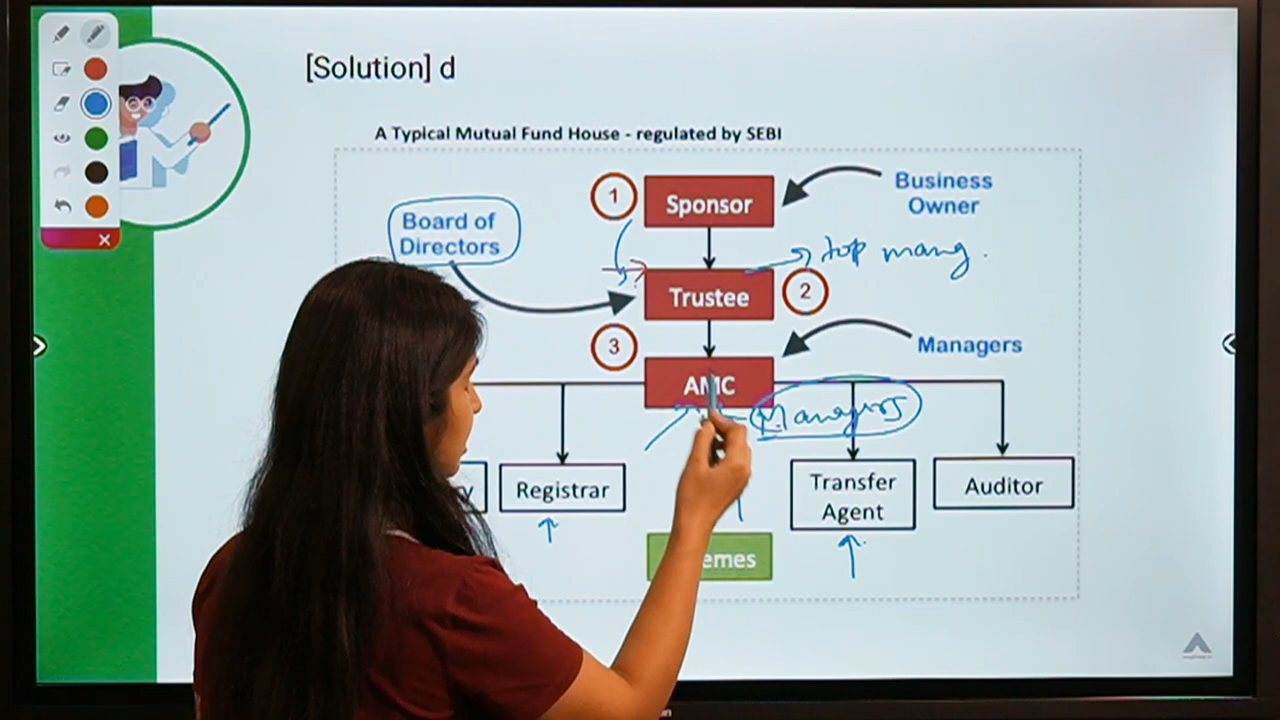 [Solution] d
A Typical Mutual Fund House - regulated by SEBI
1
Sponsor
Business
Owner
Board of
Directors
top mang.
Trustee
2
3
Managers
AMC
Managers
Registrar
Transfer
Agent
Auditor